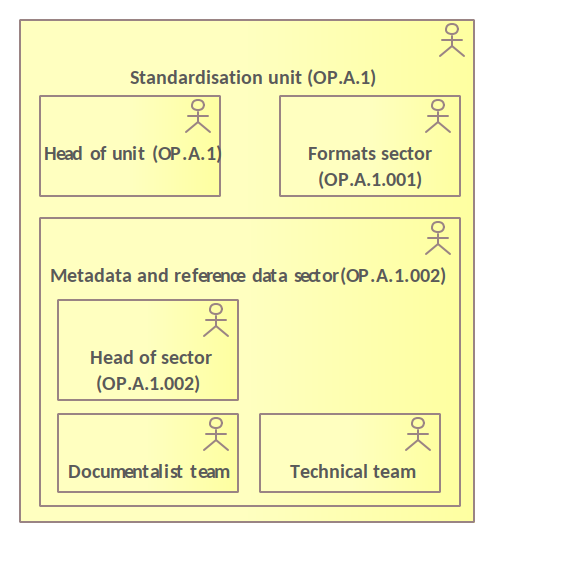 Standardisation unit (OP.A.1)
Head of unit (OP.A.1)
Formats sector
(OP.A.1.001)
Metadata and reference data sector(OP.A.1.002)
Head of sector
(OP.A.1.002)
Documentalist team
Technical team